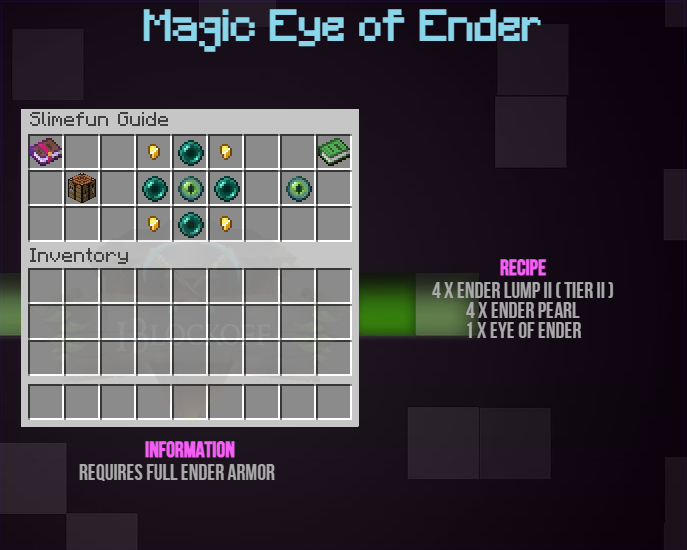 Magic Eye of Ender
Slimefun Guide
Inventory
BLOCKOFF
RECIPE
4 X ENDER LUMP II ( TIER II )
4 X ENDER PEARL
1 X EYE OF ENDER
INFORMATION
REQUIRES FULL ENDER ARMOR